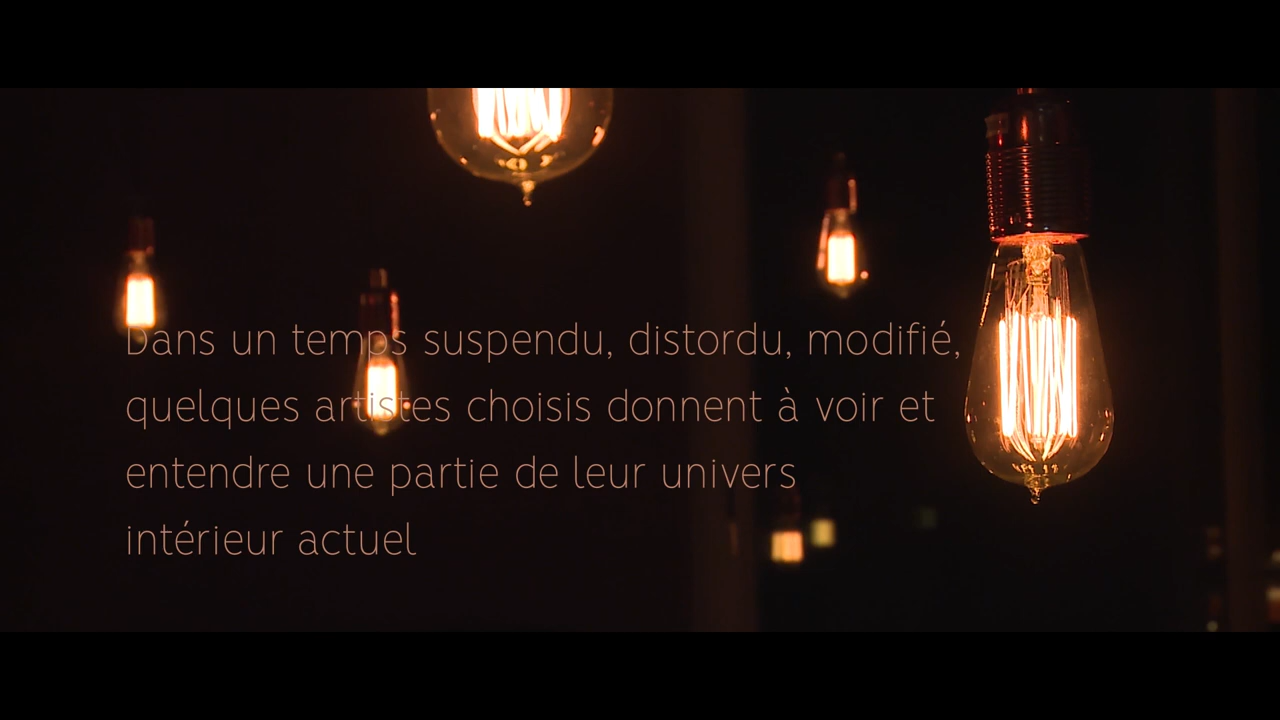 Dans un temps suspendu, distordu, modifié,
quelques artistes choisis donnent à voir et
entendre une partie de leur univers
intérieur actuel